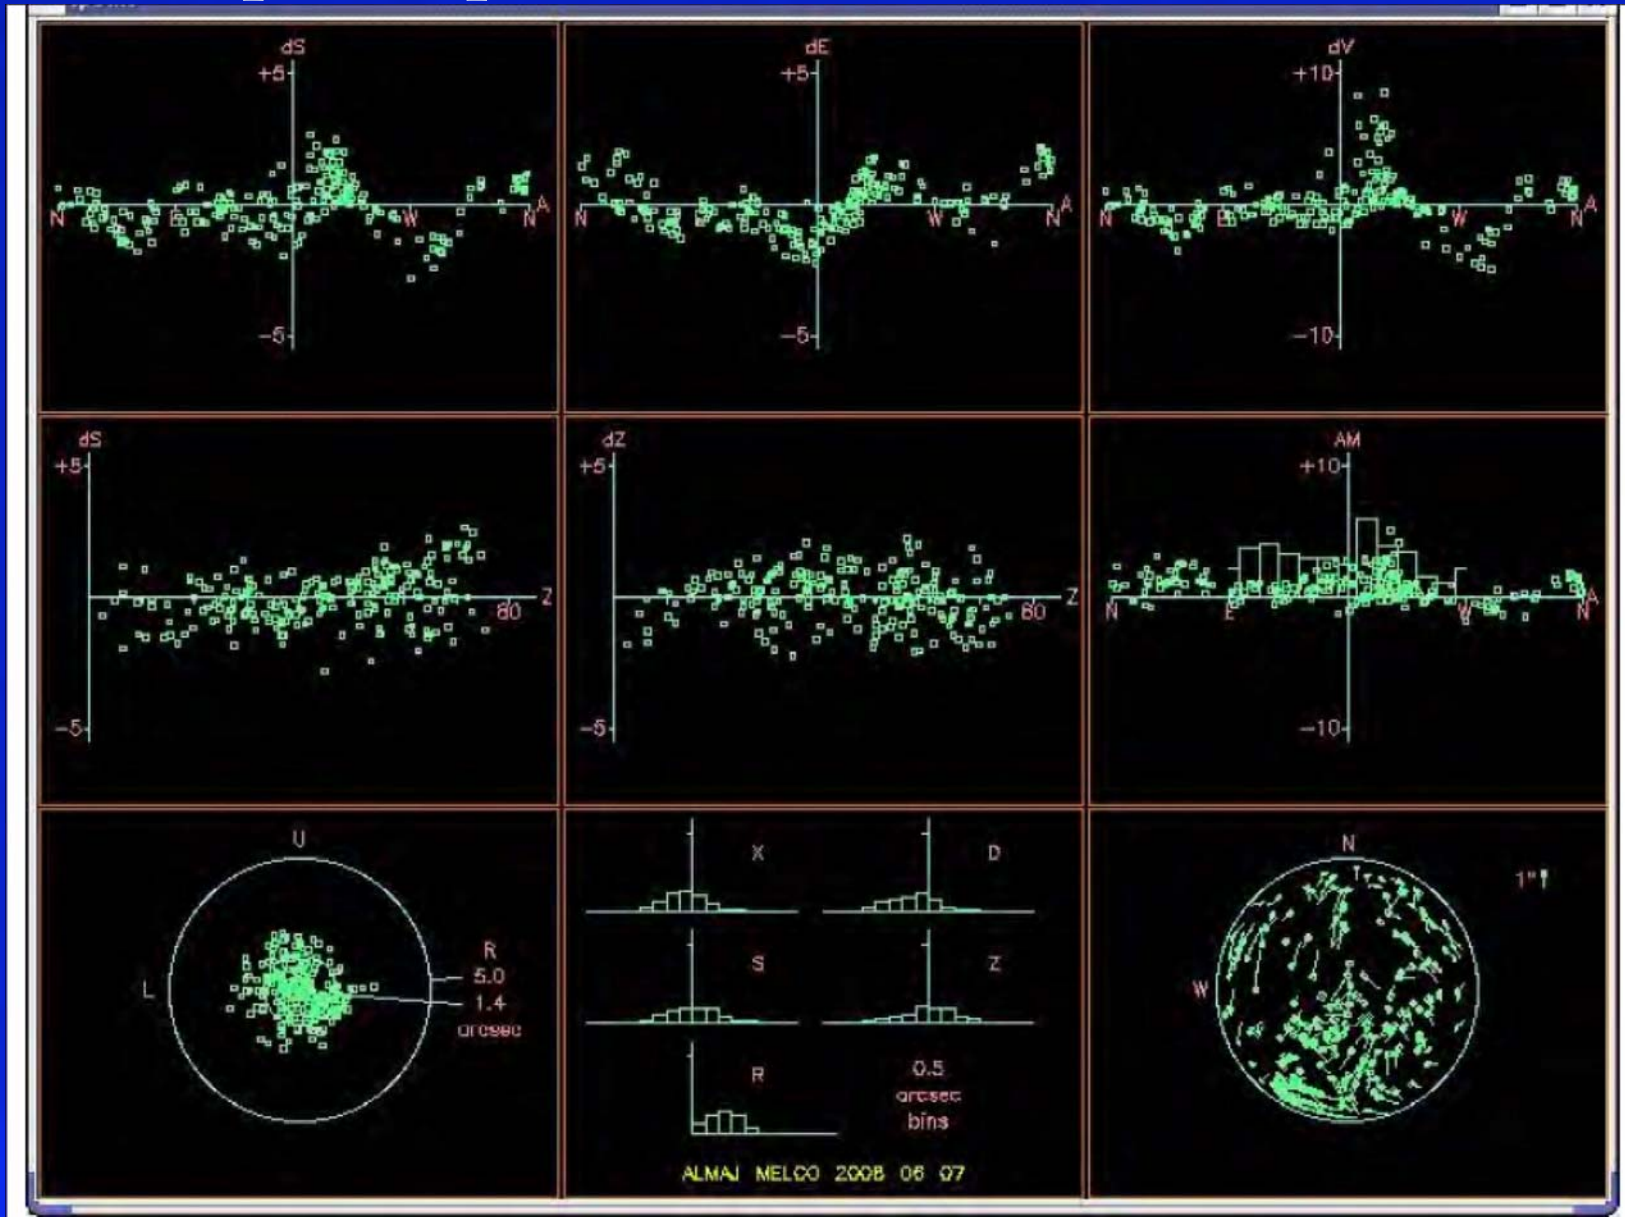 dS
+5
N E W N A
-5
dE
+5
N E W N A
-5
dV
+10
N E W N A
-10
dS
+5
80 Z
-5
dZ
+5
80 Z
-5
AM
+10
N E W N A
-10
U
L
R
5.0
1.4
arcsec
X D
S Z
R
0.5
arcsec
bins
ALMAJ MELCO 2008 06 07
N
1"
W